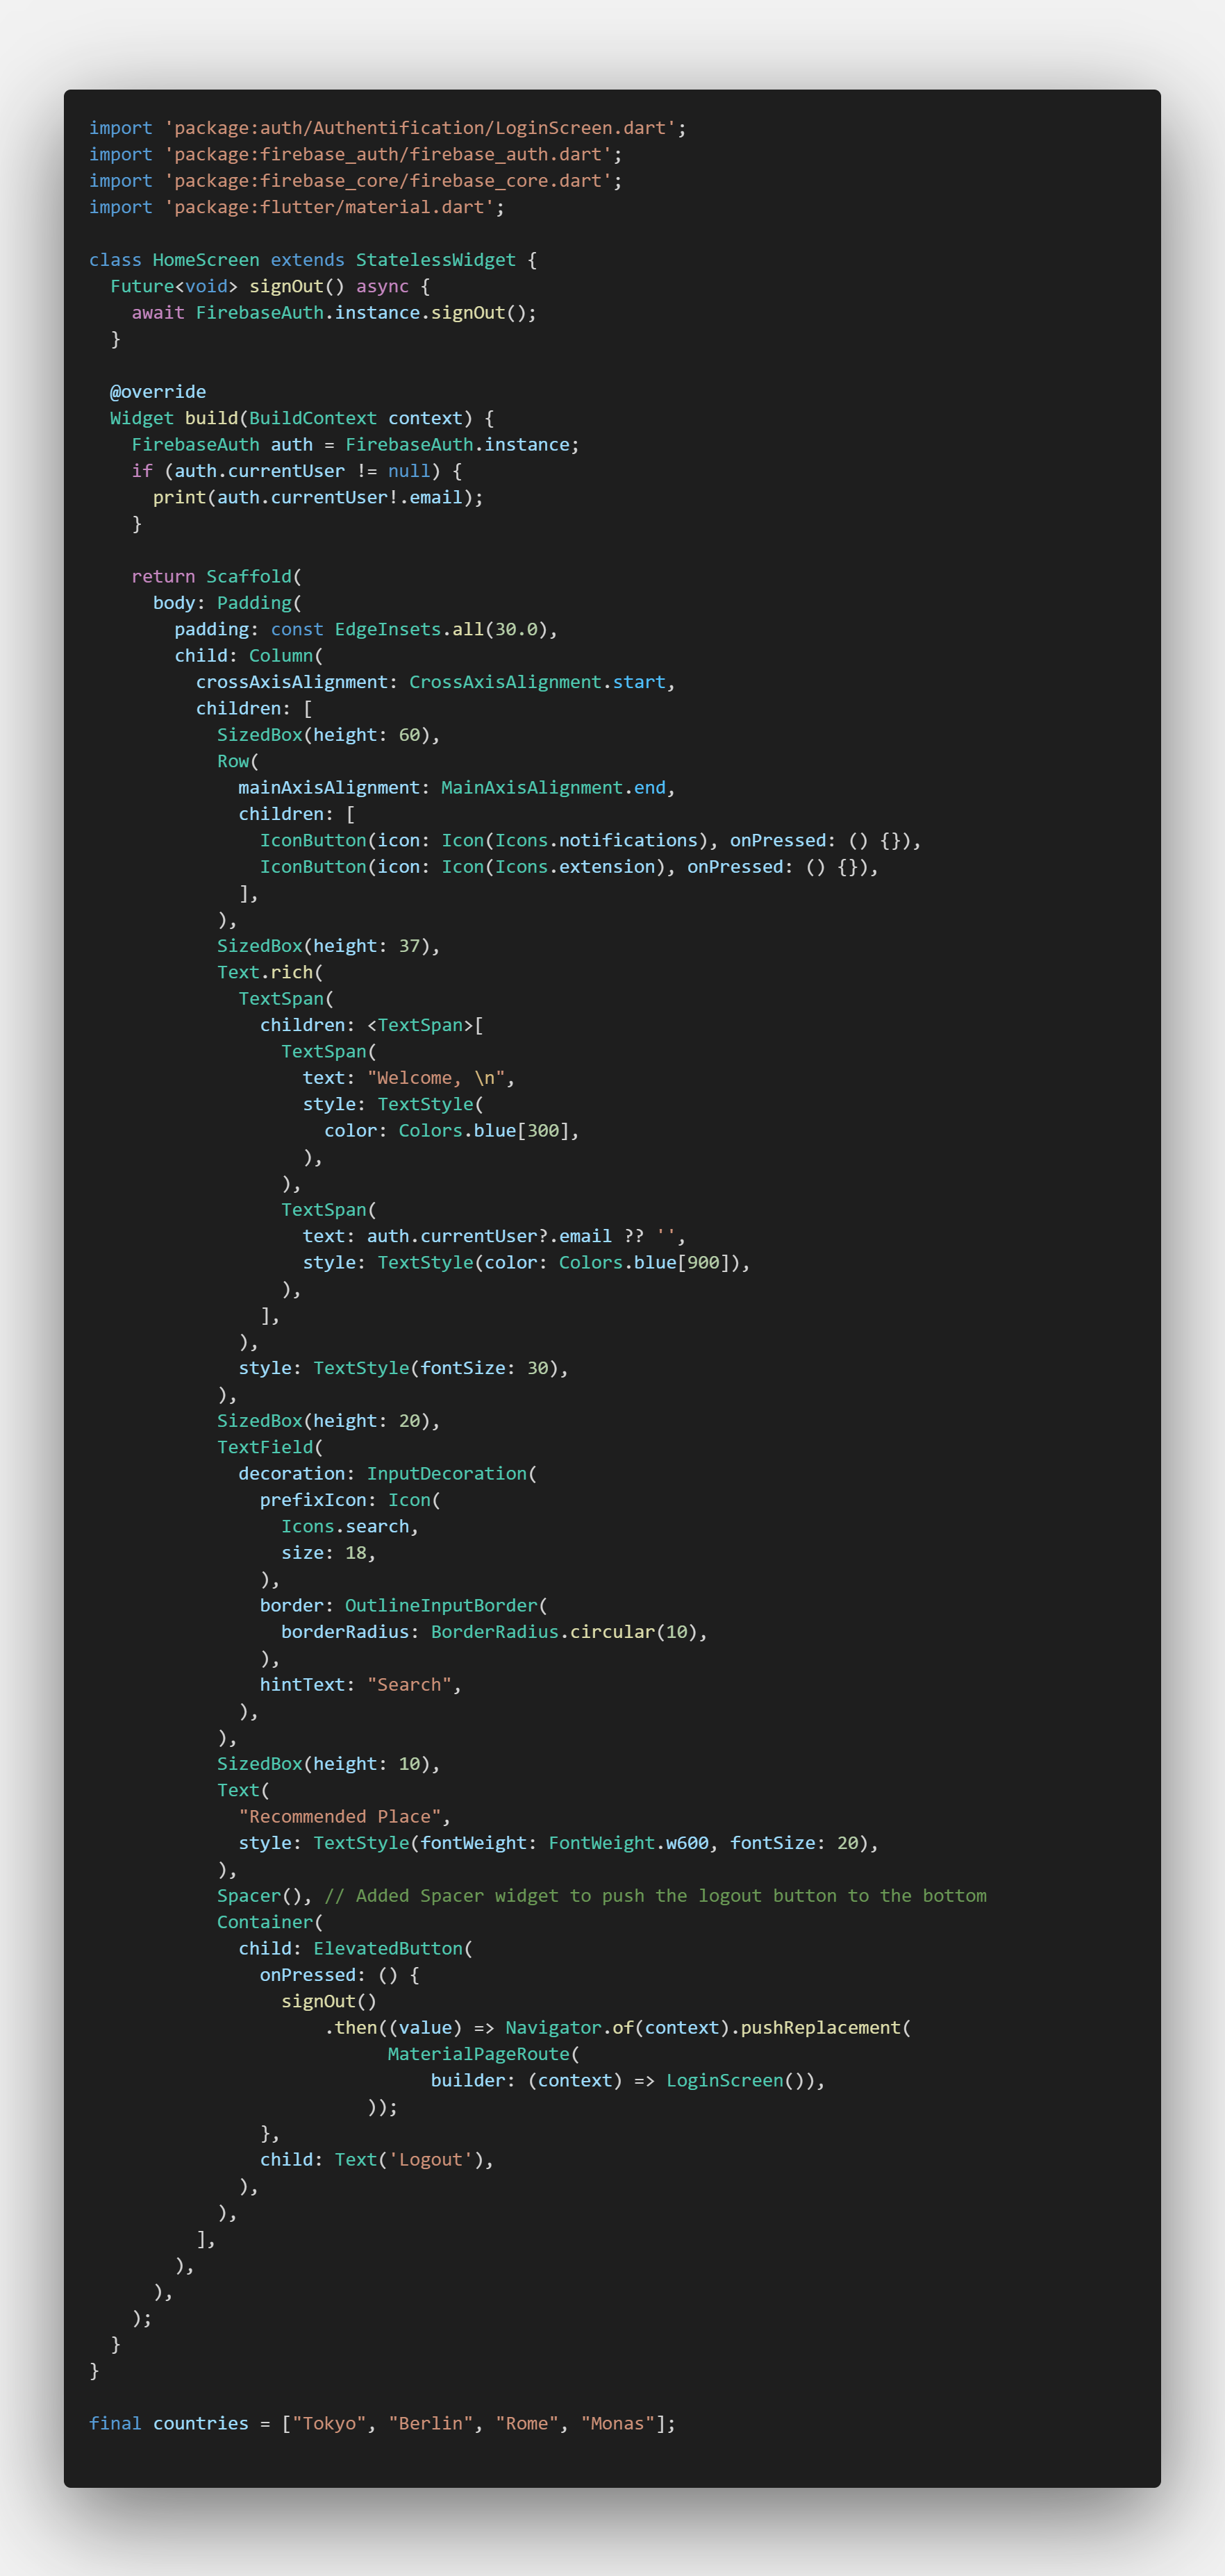 import 'package:auth/Authentification/LoginScreen.dart';
import 'package:firebase_auth/firebase_auth.dart';
import 'package:firebase_core/firebase_core.dart';
import 'package:flutter/material.dart';

class HomeScreen extends StatelessWidget {
  Future<void> signOut() async {
    await FirebaseAuth.instance.signOut();
  }

  @override
  Widget build(BuildContext context) {
    FirebaseAuth auth = FirebaseAuth.instance;
    if (auth.currentUser != null) {
      print(auth.currentUser!.email);
    }

    return Scaffold(
      body: Padding(
        padding: const EdgeInsets.all(30.0),
        child: Column(
          crossAxisAlignment: CrossAxisAlignment.start,
          children: [
            SizedBox(height: 60),
            Row(
              mainAxisAlignment: MainAxisAlignment.end,
              children: [
                IconButton(icon: Icon(Icons.notifications), onPressed: () {}),
                IconButton(icon: Icon(Icons.extension), onPressed: () {}),
              ],
            ),
            SizedBox(height: 37),
            Text.rich(
              TextSpan(
                children: <TextSpan>[
                  TextSpan(
                    text: "Welcome, \n",
                    style: TextStyle(
                      color: Colors.blue[300],
                    ),
                  ),
                  TextSpan(
                    text: auth.currentUser?.email ?? '',
                    style: TextStyle(color: Colors.blue[900]),
                  ),
                ],
              ),
              style: TextStyle(fontSize: 30),
            ),
            SizedBox(height: 20),
            TextField(
              decoration: InputDecoration(
                prefixIcon: Icon(
                  Icons.search,
                  size: 18,
                ),
                border: OutlineInputBorder(
                  borderRadius: BorderRadius.circular(10),
                ),
                hintText: "Search",
              ),
            ),
            SizedBox(height: 10),
            Text(
              "Recommended Place",
              style: TextStyle(fontWeight: FontWeight.w600, fontSize: 20),
            ),
            Spacer(), // Added Spacer widget to push the logout button to the bottom
            Container(
              child: ElevatedButton(
                onPressed: () {
                  signOut()
                      .then((value) => Navigator.of(context).pushReplacement(
                            MaterialPageRoute(
                                builder: (context) => LoginScreen()),
                          ));
                },
                child: Text('Logout'),
              ),
            ),
          ],
        ),
      ),
    );
  }
}

final countries = ["Tokyo", "Berlin", "Rome", "Monas"];